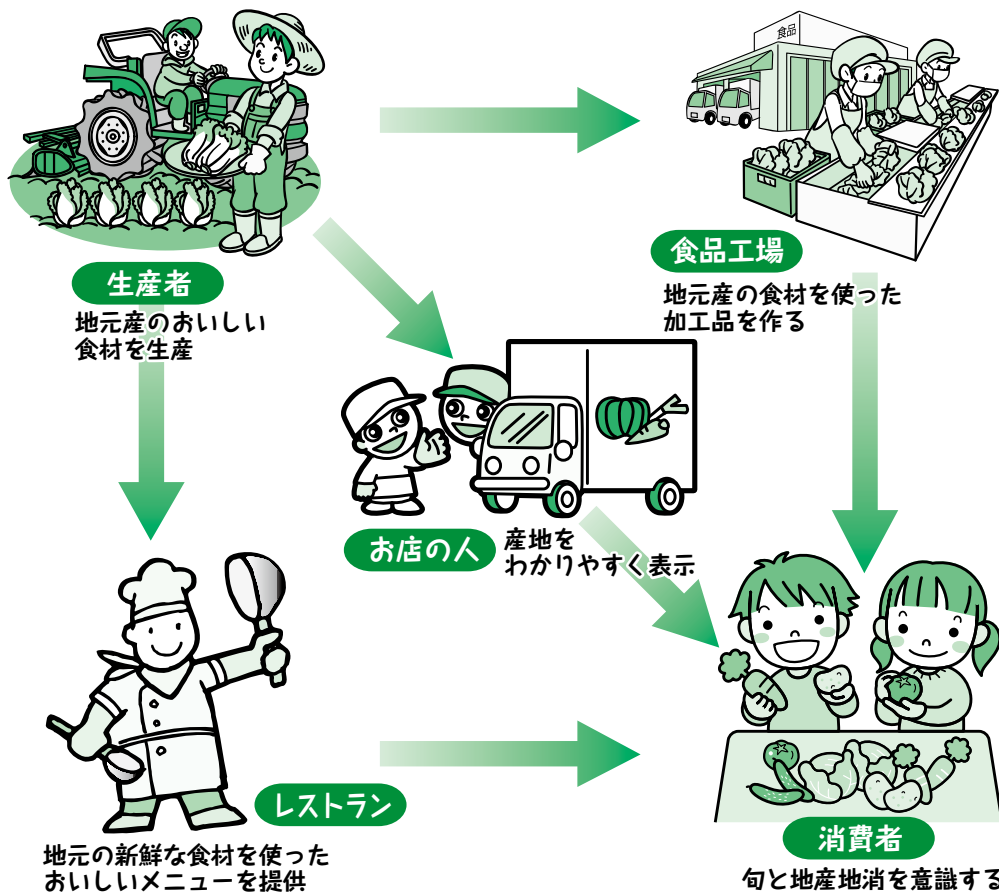 食品
生産者
地元産のおいしい
食材を生産
食品工場
地元産の食材を使った
加工品を作る
お店の人
産地を
わかりやすく表示
レストラン
地元の新鮮な食材を使った
おいしいメニューを提供
消費者
旬と地産地消を意識する